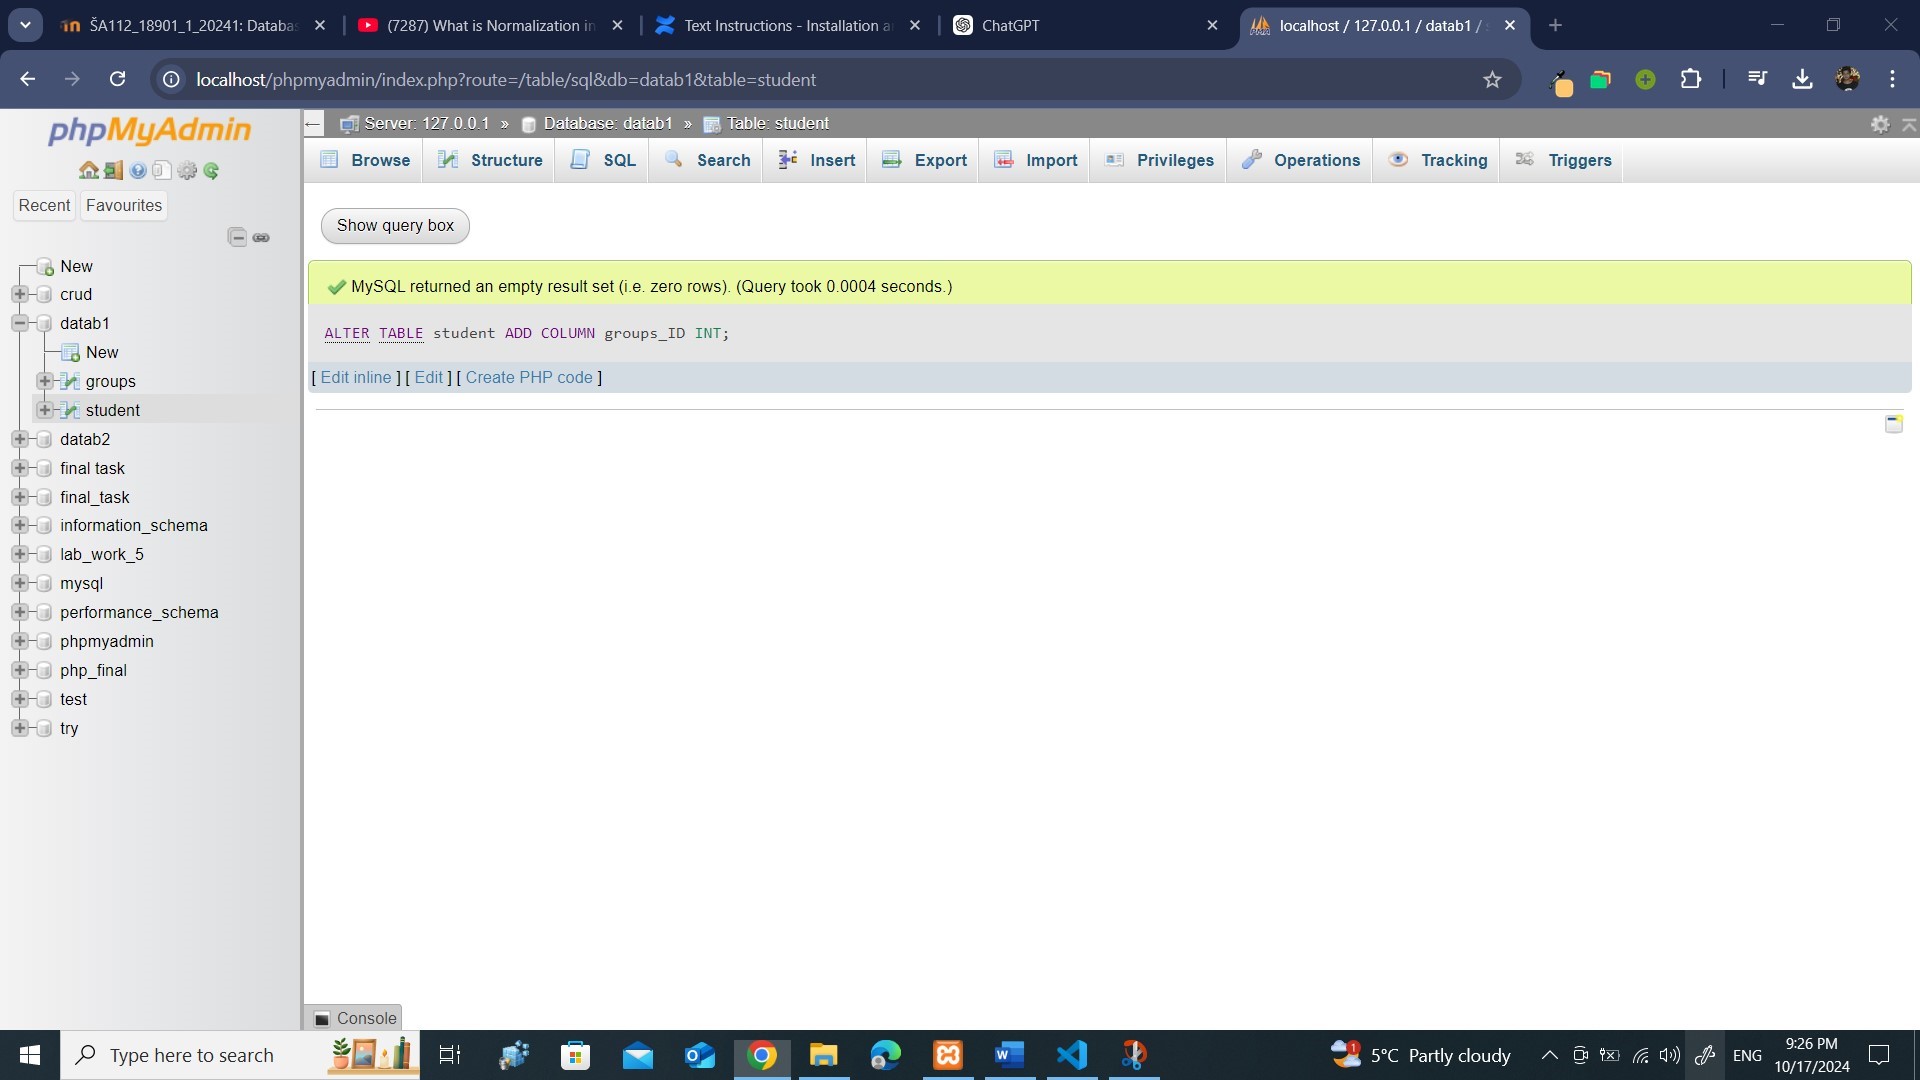 ŠA112_18901_1_20241: Databas
(7287) What is Normalization in
Text Instructions - Installation a
ChatGPT
localhost / 127.0.0.1 / datab1 / s
localhost/phpmyadmin/index.php?route=/table/sql&db=datab1&table=student
phpMyAdmin
Recent
Favourites
New
crud
datab1
New
groups
student
datab2
final task
final_task
information_schema
lab_work_5
mysql
performance_schema
phpmyadmin
php_final
test
try
Server: 127.0.0.1 » Database: datab1 » Table: student
Browse
Structure
SQL
Search
Insert
Export
Import
Privileges
Operations
Tracking
Triggers
Show query box
MySQL returned an empty result set (i.e. zero rows). (Query took 0.0004 seconds.)
ALTER TABLE student ADD COLUMN groups_ID INT;
[ Edit inline ] [ Edit ] [ Create PHP code ]
Console
Type here to search
1
5°C Partly cloudy
ENG
9:26 PM
10/17/2024